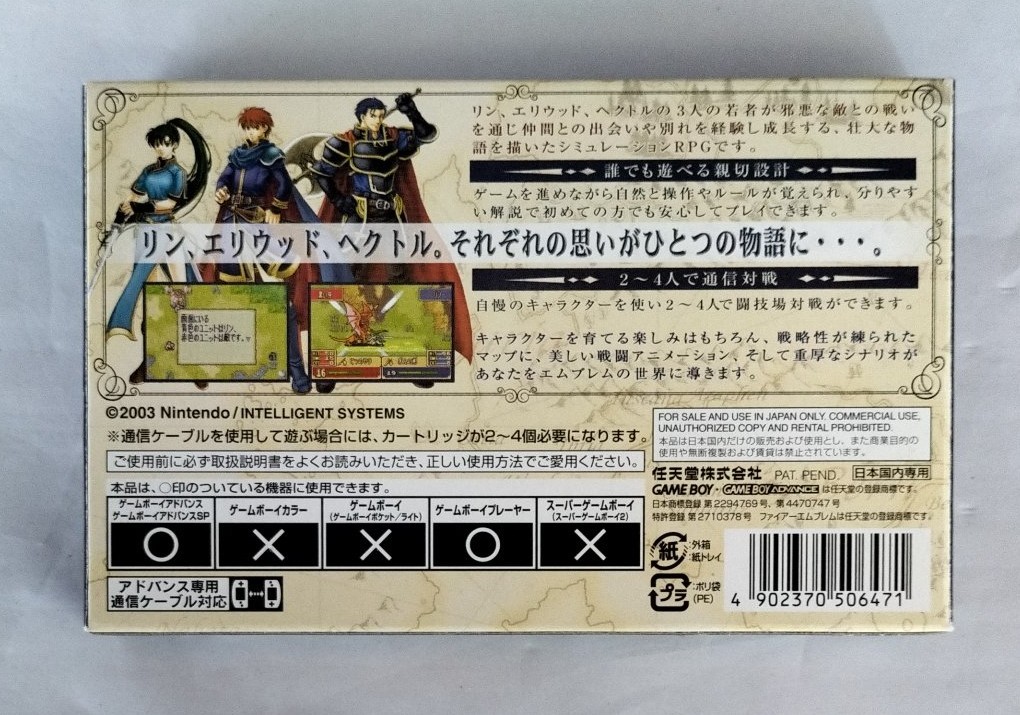 リン、エリウッド、ヘクトルの3人の若者が邪悪な敵との戦い
を通じ仲間との出会いや別れを経験し成長する、壮大な物
語を描いたシミュレーションRPGです。
誰でも遊べる親切設計
ゲームを進めながら自然と操作やルールが覚えられ、分りやす
い解説で初めての方でも安心してプレイできます。
リン、エリウッド、ヘクトル。それぞれの思いがひとつの物語に・・・。
2〜4人で通信対戦
自慢のキャラクターを使い2〜4人で闘技場対戦ができます。
キャラクターを育てる楽しみはもちろん、戦略性が練られた
マップに、美しい戦闘アニメーション、そして重厚なシナリオが
あなたをエムブレムの世界に導きます。
画面にいる
青色のユニットはリン、
赤色のユニットは敵です。
16
©2003 Nintendo/INTELLIGENT SYSTEMS
※通信ケーブルを使用して遊ぶ場合には、カートリッジが2〜4個必要になります。
ご使用前に必ず取扱説明書をよくお読みいただき、正しい使用方法でご愛用ください。
本品は、○印のついている機器に使用できます。
ゲームボーイアドバンス
ゲームボーイアドバンスSP
○
ゲームボーイカラー
×
ゲームボーイ
(ゲームボーイポケット/ライト)
×
ゲームボーイプレーヤー
○
スーパーゲームボーイ
(スーパーゲームボーイ2)
×
アドバンス専用
通信ケーブル対応
FOR SALE AND USE IN JAPAN ONLY. COMMERCIAL USE,
UNAUTHORIZED COPY AND RENTAL PROHIBITED.
本品は日本国内だけの販売および使用とし、また商業目的の
使用や無断複製および賃貸は禁止されています。
任天堂株式会社 PAT. PEND. 日本国内専用
GAME BOY・GAME BOY ADVANCE は任天堂の登録商標です。
日本商標登録 第2294769号、第4470747号
特許登録 第2710378号 ファイアーエムブレムは任天堂の登録商標です。
紙 :外箱
:紙トレイ
プラ :ポリ袋
(PE)
4 902370 506471